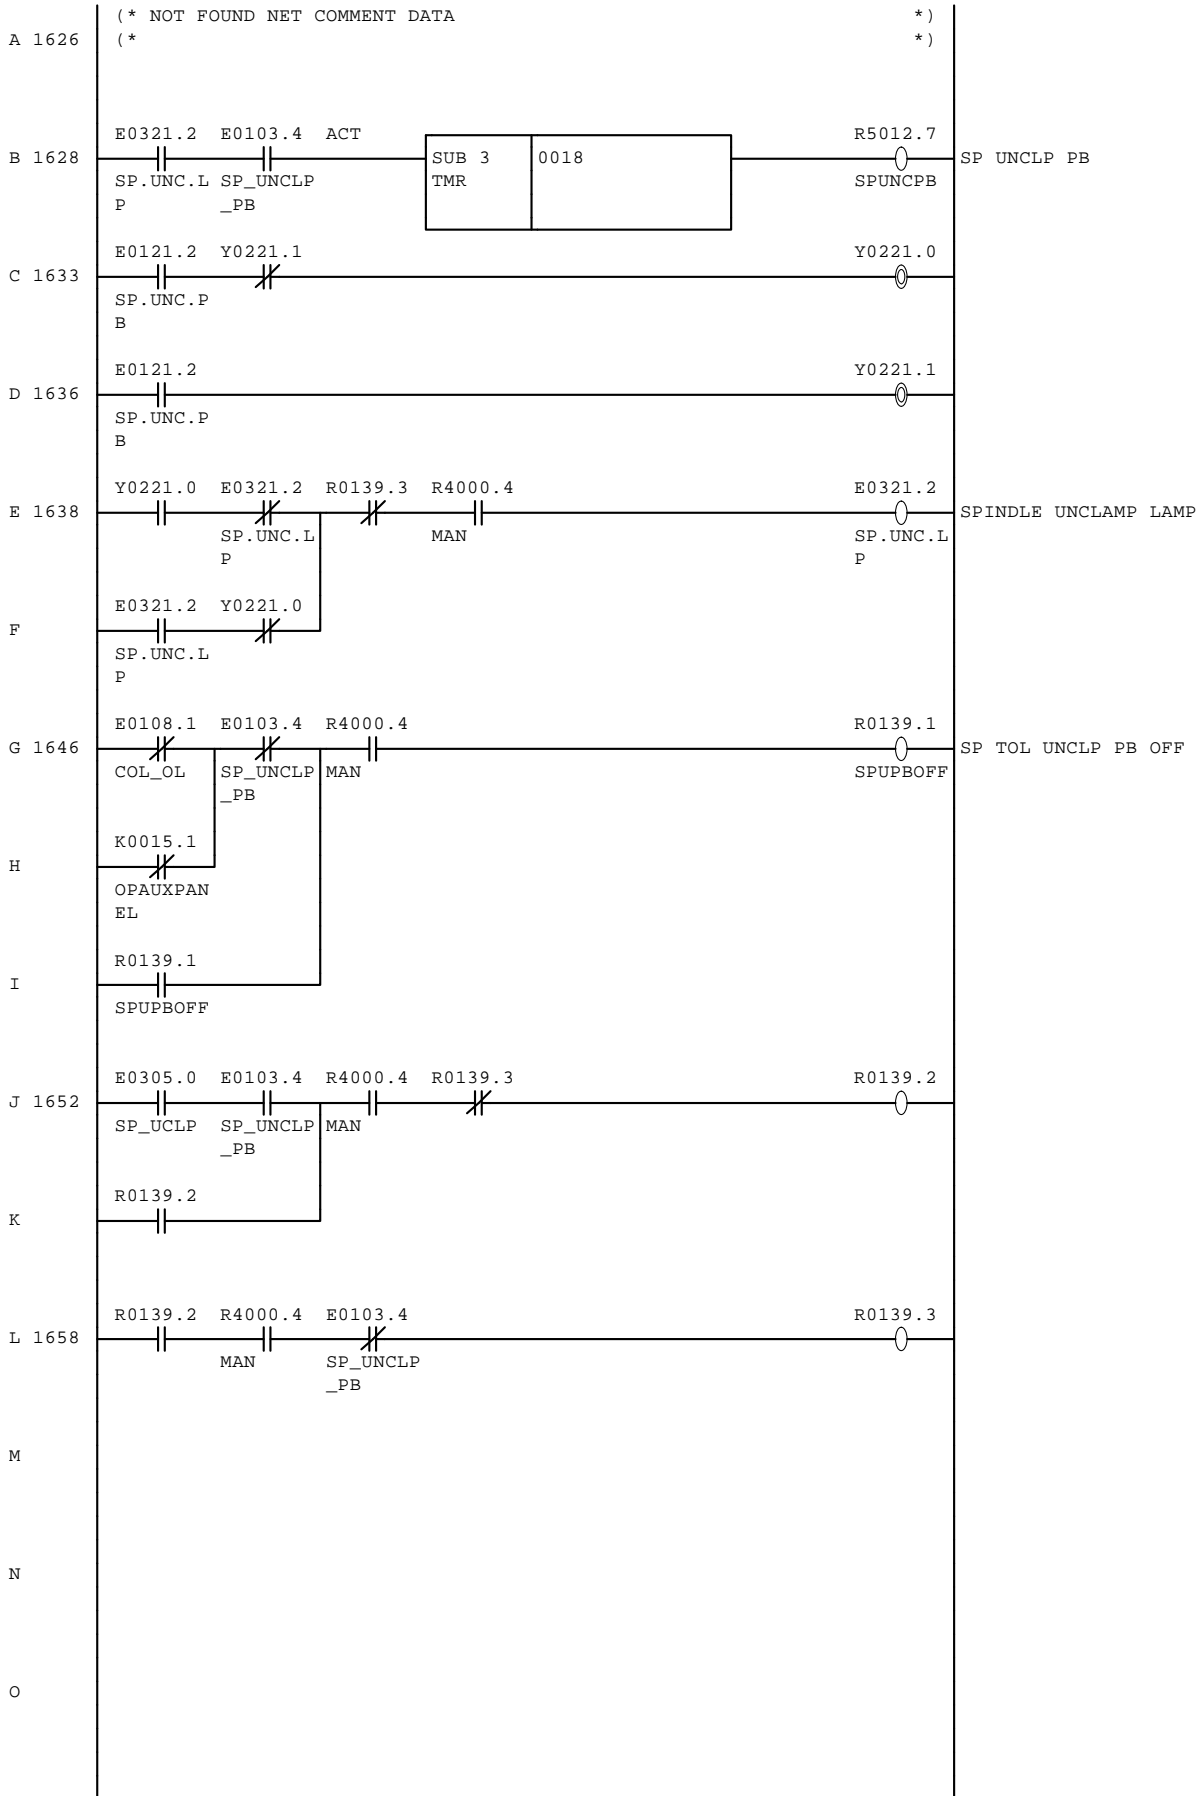 (* NOT FOUND NET COMMENT DATA *)
A 1626 (* *)
E0321.2 E0103.4 ACT R5012.7
B 1628 SUB 3 0018 SP UNCLP PB
SP.UNC.L SP_UNCLP TMR SPUNCPB
P _PB
E0121.2 Y0221.1 Y0221.0
C 1633
SP.UNC.P
B
E0121.2 Y0221.1
D 1636
SP.UNC.P
B
Y0221.0 E0321.2 R0139.3 R4000.4 E0321.2
E 1638 SPINDLE UNCLAMP LAMP
SP.UNC.L MAN SP.UNC.L
P P
E0321.2 Y0221.0
F
SP.UNC.L
P
E0108.1 E0103.4 R4000.4 R0139.1
G 1646 SP TOL UNCLP PB OFF
COL_OL SP_UNCLP MAN SPUPBOFF
_PB
K0015.1
H
OPAUXPAN
EL
R0139.1
I
SPUPBOFF
E0305.0 E0103.4 R4000.4 R0139.3 R0139.2
J 1652
SP_UCLP SP_UNCLP MAN
_PB
R0139.2
K
R0139.2 R4000.4 E0103.4 R0139.3
L 1658
MAN SP_UNCLP
_PB
M
N
O